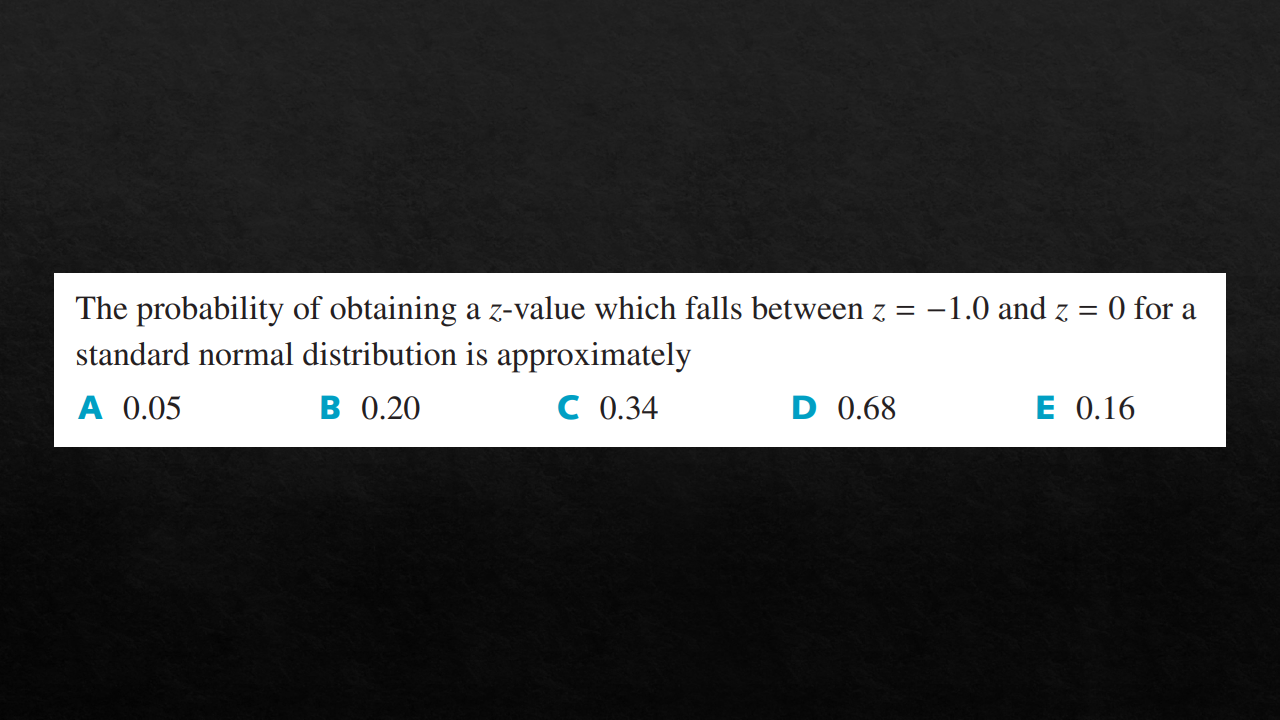 The probability of obtaining a z-value which falls between z = −1.0 and z = 0 for a
standard normal distribution is approximately
A 0.05 B 0.20 C 0.34 D 0.68 E 0.16